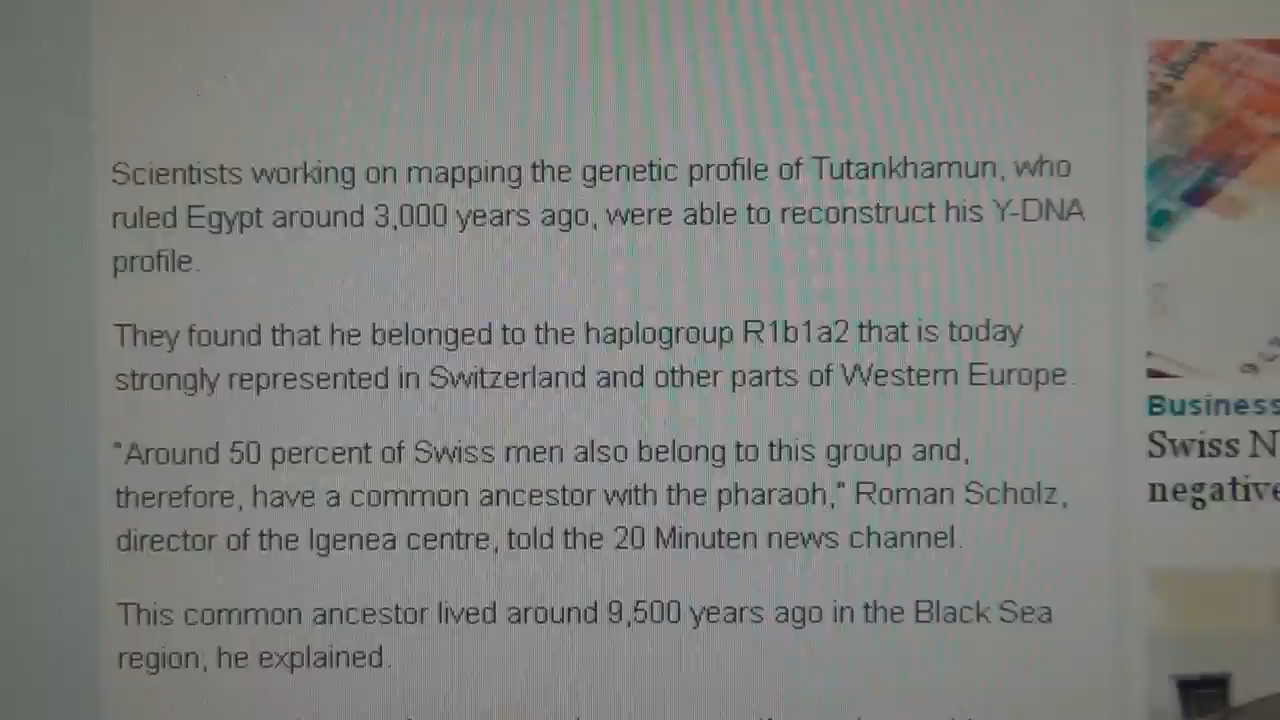 Scientists working on mapping the genetic profile of Tutankhamun, who
ruled Egypt around 3,000 years ago, were able to reconstruct his Y-DNA
profile.
They found that he belonged to the haplogroup R1b1a2 that is today
strongly represented in Switzerland and other parts of Western Europe.
"Around 50 percent of Swiss men also belong to this group and,
therefore, have a common ancestor with the pharaoh," Roman Scholz,
director of the Igenea centre, told the 20 Minuten news channel.
This common ancestor lived around 9,500 years ago in the Black Sea
region, he explained.
Business
Swiss N
negative